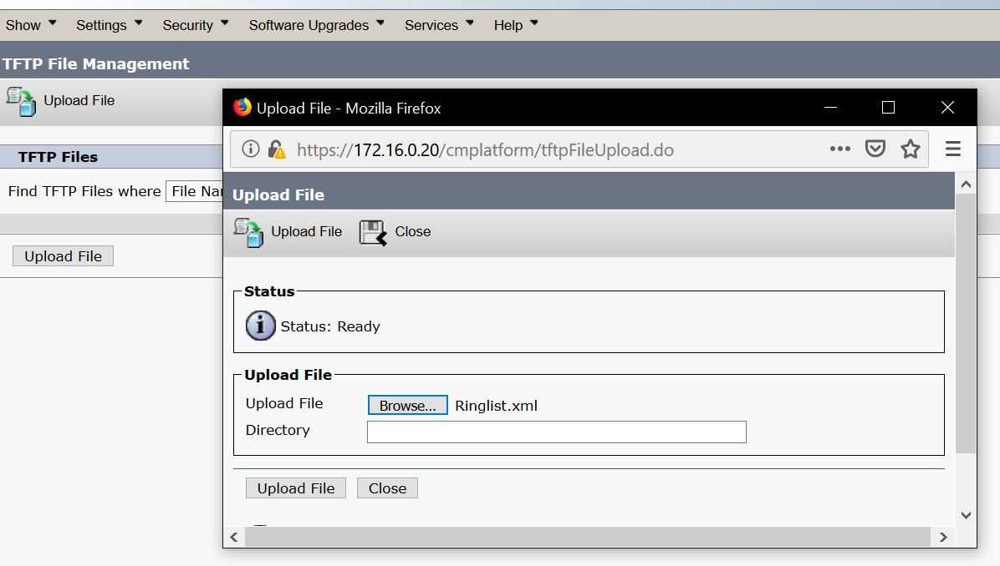 Show Settings Security Software Upgrades Services Help
TFTP File Management
Upload File
TFTP Files
Find TFTP Files where File Nan
Upload File
Upload File - Mozilla Firefox
https://172.16.0.20/cmplatform/tftpFileUpload.do
Upload File
Upload File Close
Status
Status: Ready
Upload File
Upload File Browse... Ringlist.xml
Directory
Upload File Close